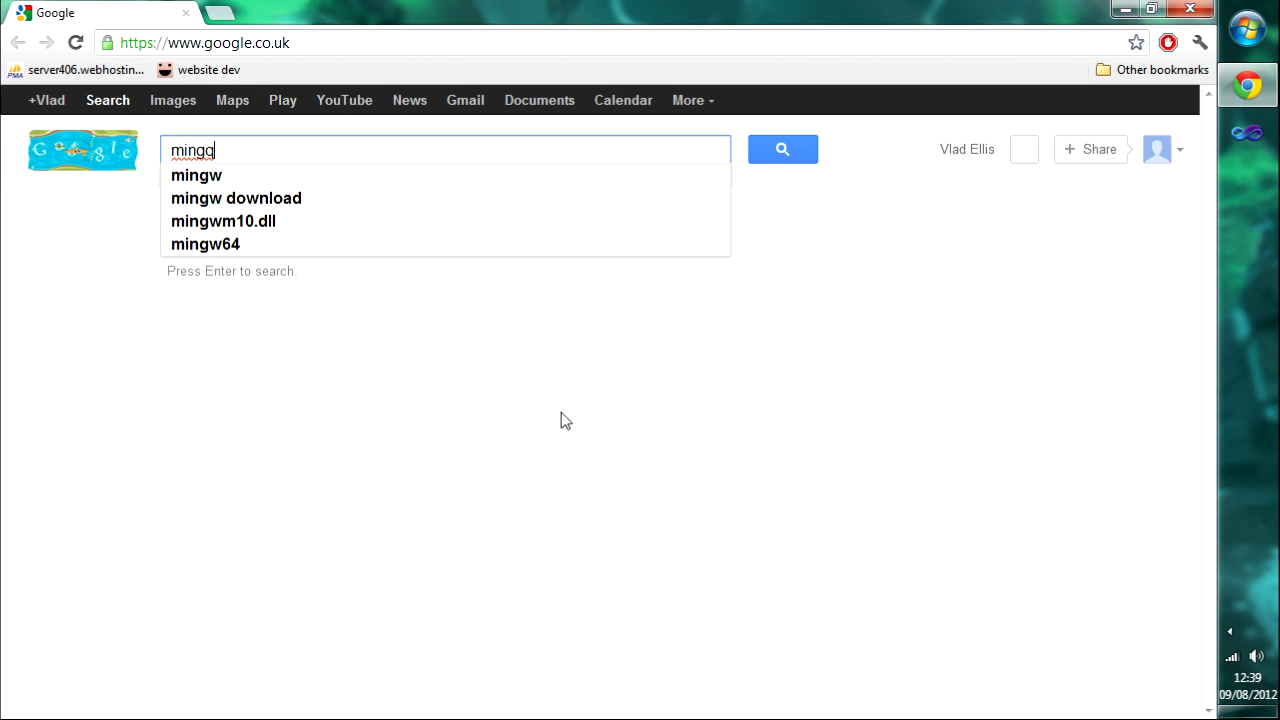 Google
https://www.google.co.uk
server406.webhostin... website dev Other bookmarks
+Vlad Search Images Maps Play YouTube News Gmail Documents Calendar More
Google mingq Vlad Ellis + Share
mingw
mingw download
mingwm10.dll
mingw64
Press Enter to search.
12:39
09/08/2012